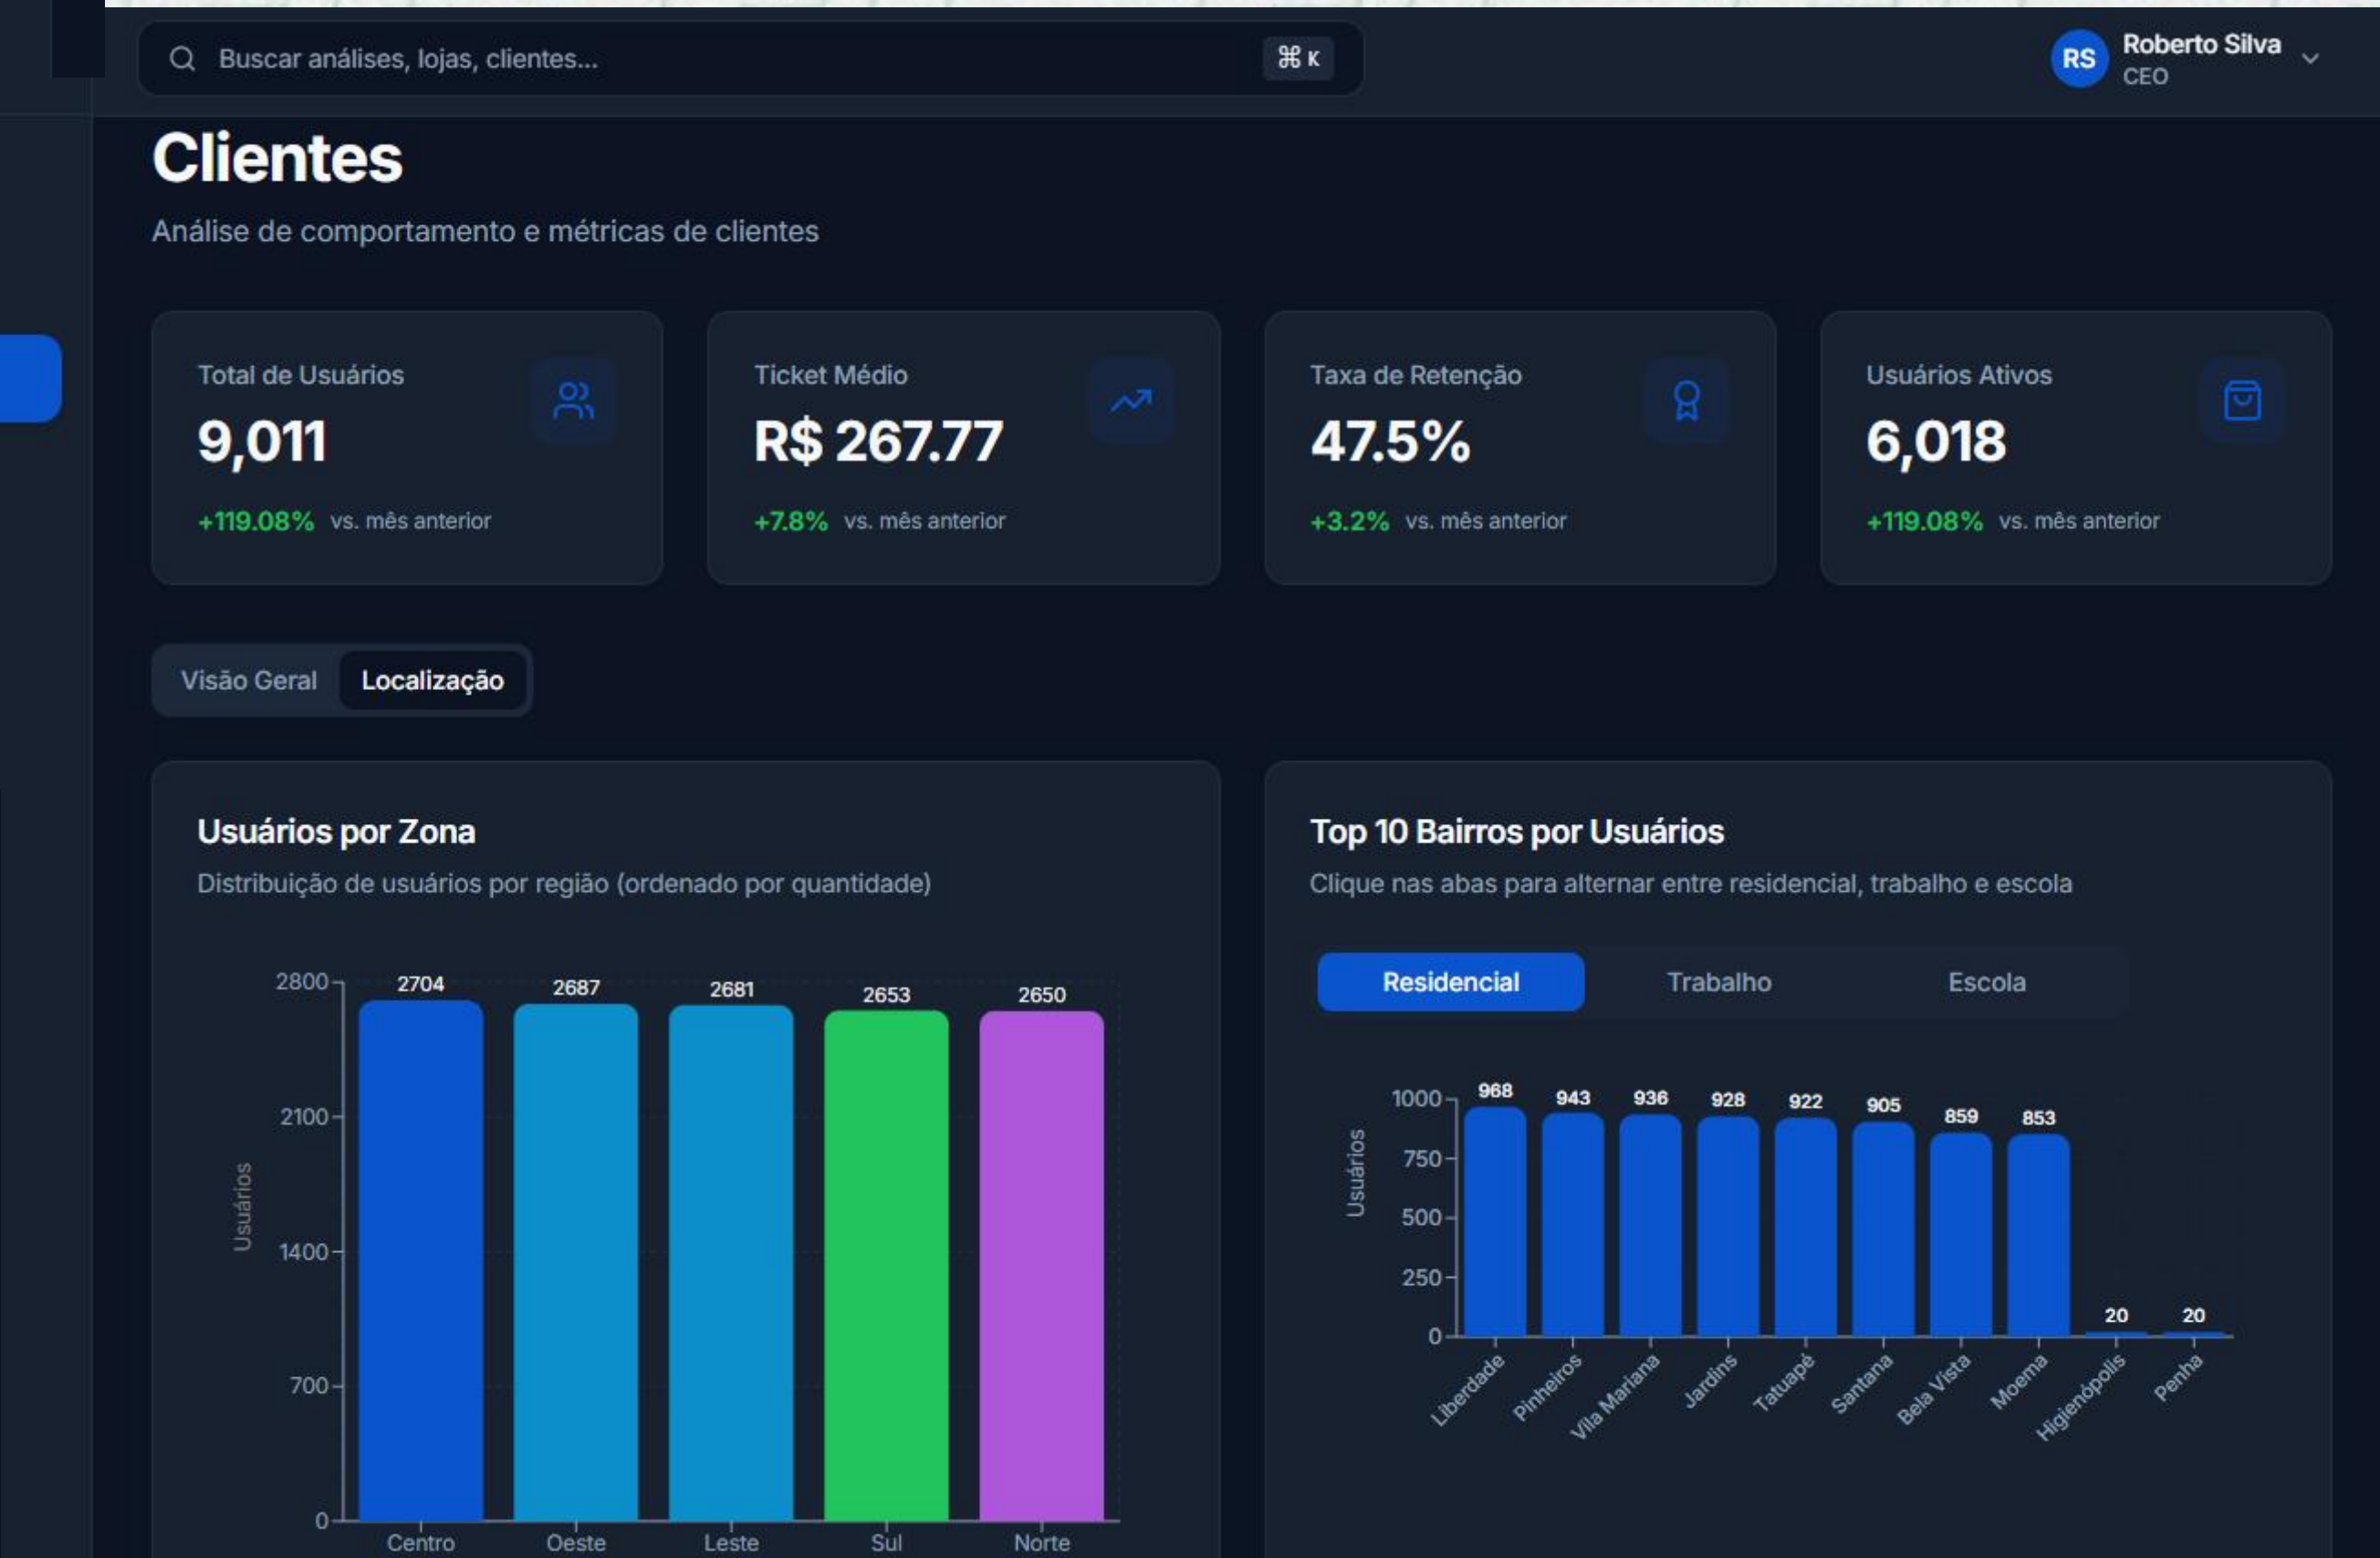 Buscar análises, lojas, clientes...
⌘ K
RS
Roberto Silva
CEO
Clientes
Análise de comportamento e métricas de clientes
Total de Usuários
9,011
+119.08% vs. mês anterior
Ticket Médio
R$ 267.77
+7.8% vs. mês anterior
Taxa de Retenção
47.5%
+3.2% vs. mês anterior
Usuários Ativos
6,018
+119.08% vs. mês anterior
Visão Geral
Localização
Usuários por Zona
Distribuição de usuários por região (ordenado por quantidade)
2800
2100
1400
700
0
Usuários
2704
2687
2681
2653
2650
Centro
Oeste
Leste
Sul
Norte
Top 10 Bairros por Usuários
Clique nas abas para alternar entre residencial, trabalho e escola
Residencial
Trabalho
Escola
1000
750
500
250
0
Usuários
968
943
936
928
922
905
859
853
20
20
Liberdade
Pinheiros
Vila Mariana
Jardins
Tatuapé
Santana
Bela Vista
Moema
Higienópolis
Penha